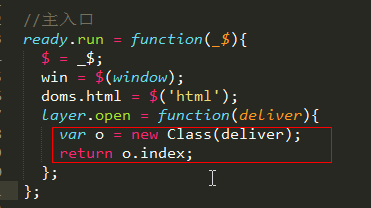 //主入口
ready.run = function(_$){
  $ = _$;
  win = $(window);
  doms.html = $('html');
  layer.open = function(deliver){
    var o = new Class(deliver);
    return o.index;
  };
};